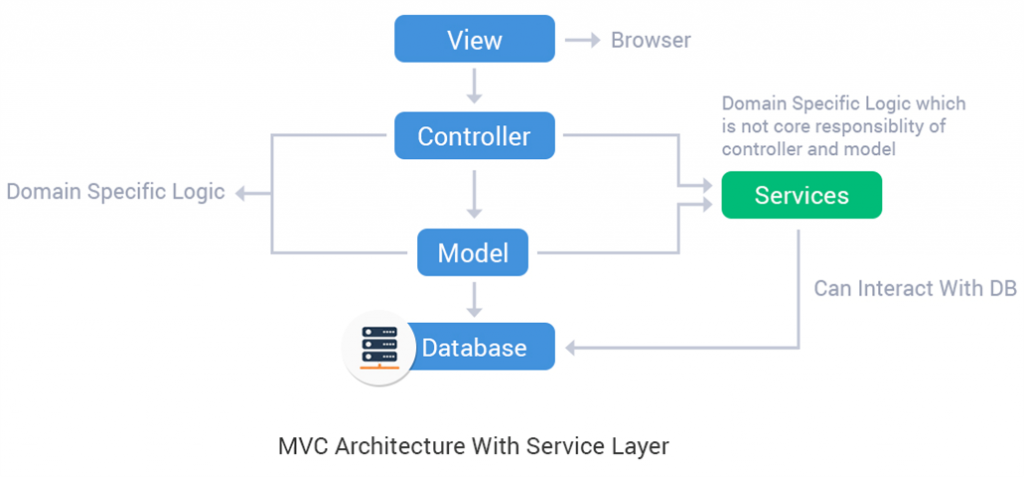 View
Browser
Controller
Domain Specific Logic which
is not core responsiblity of
controller and model
Domain Specific Logic
Services
Model
Can Interact With DB
Database
MVC Architecture With Service Layer